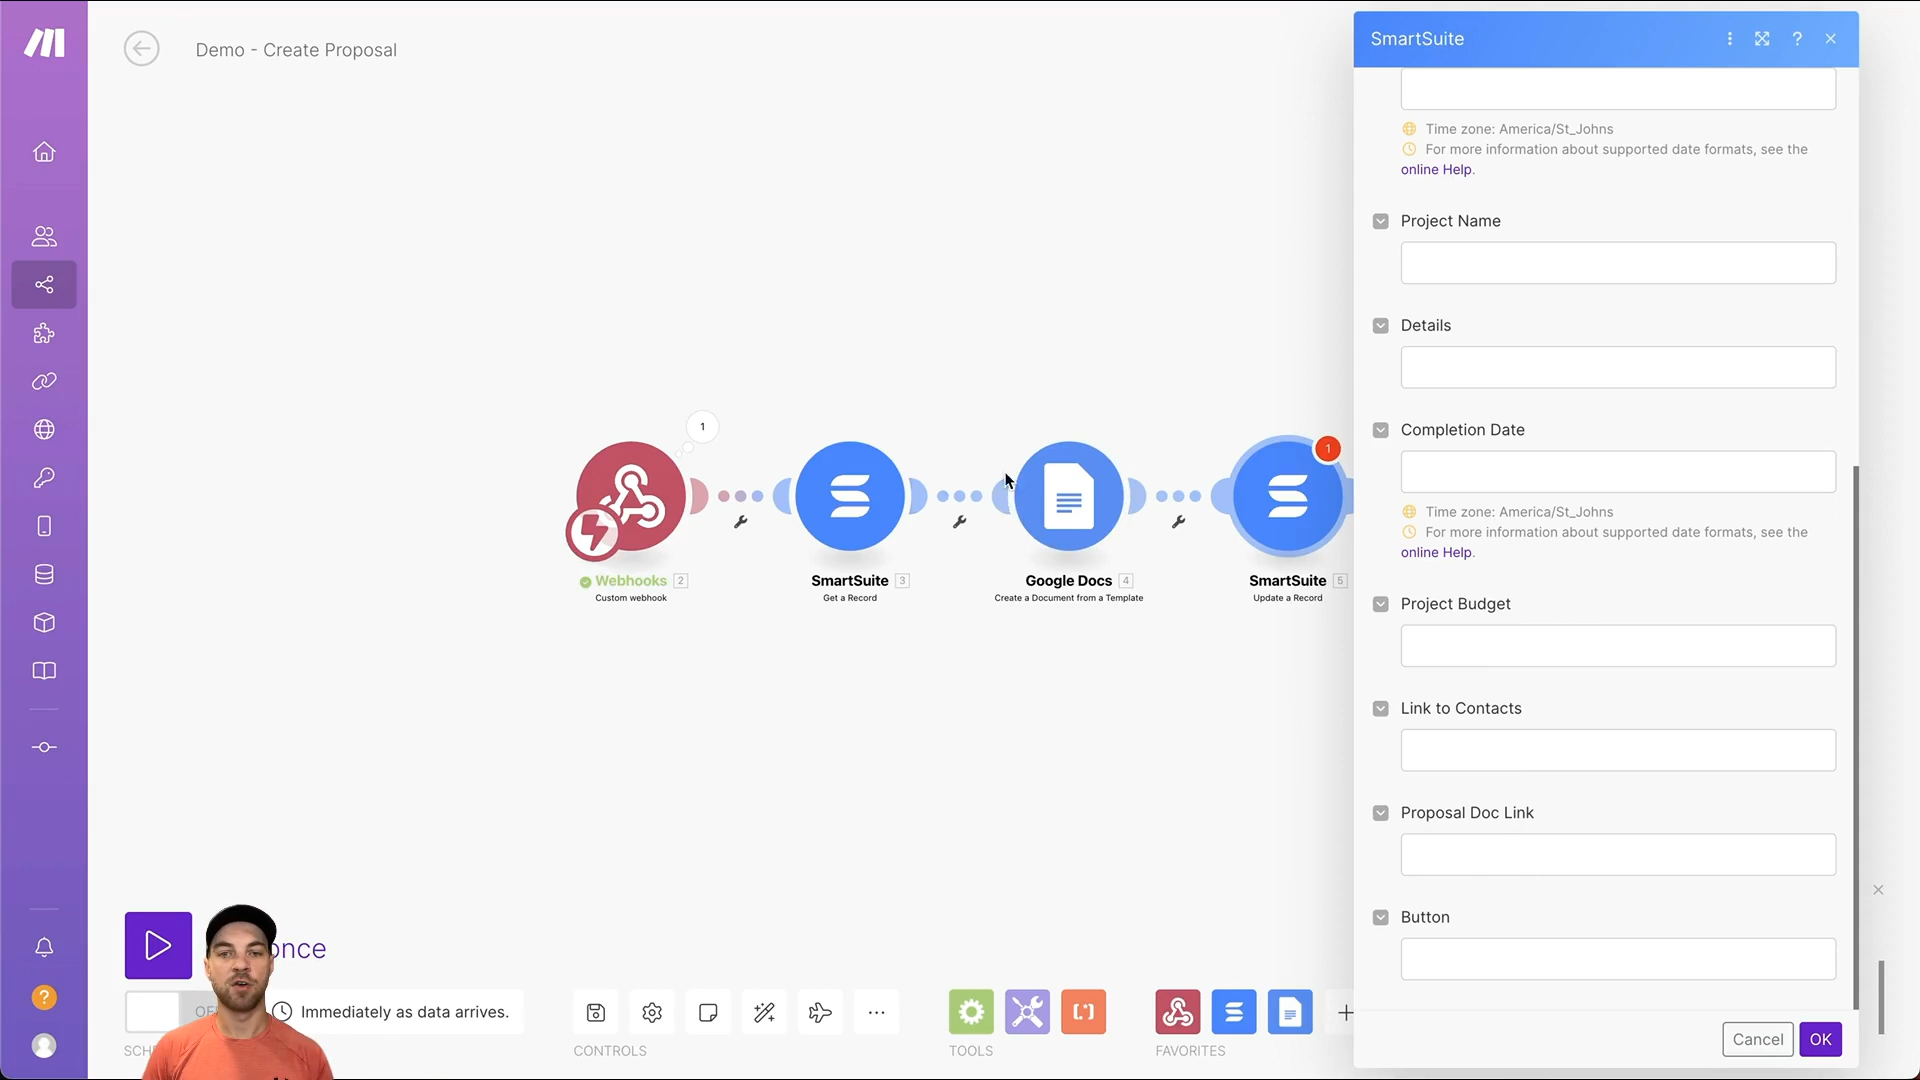 Demo - Create Proposal
SmartSuite
?
Time zone: America/St_Johns
For more information about supported date formats, see the
online Help.
Project Name
Details
Completion Date
Time zone: America/St_Johns
For more information about supported date formats, see the
online Help.
Project Budget
Link to Contacts
Proposal Doc Link
Button
Cancel
OK
1
1
Webhooks 2
Custom webhook
SmartSuite 3
Get a Record
Google Docs 4
Create a Document from a Template
SmartSuite 5
Update a Record
once
Immediately as data arrives.
CONTROLS
TOOLS
FAVORITES
?